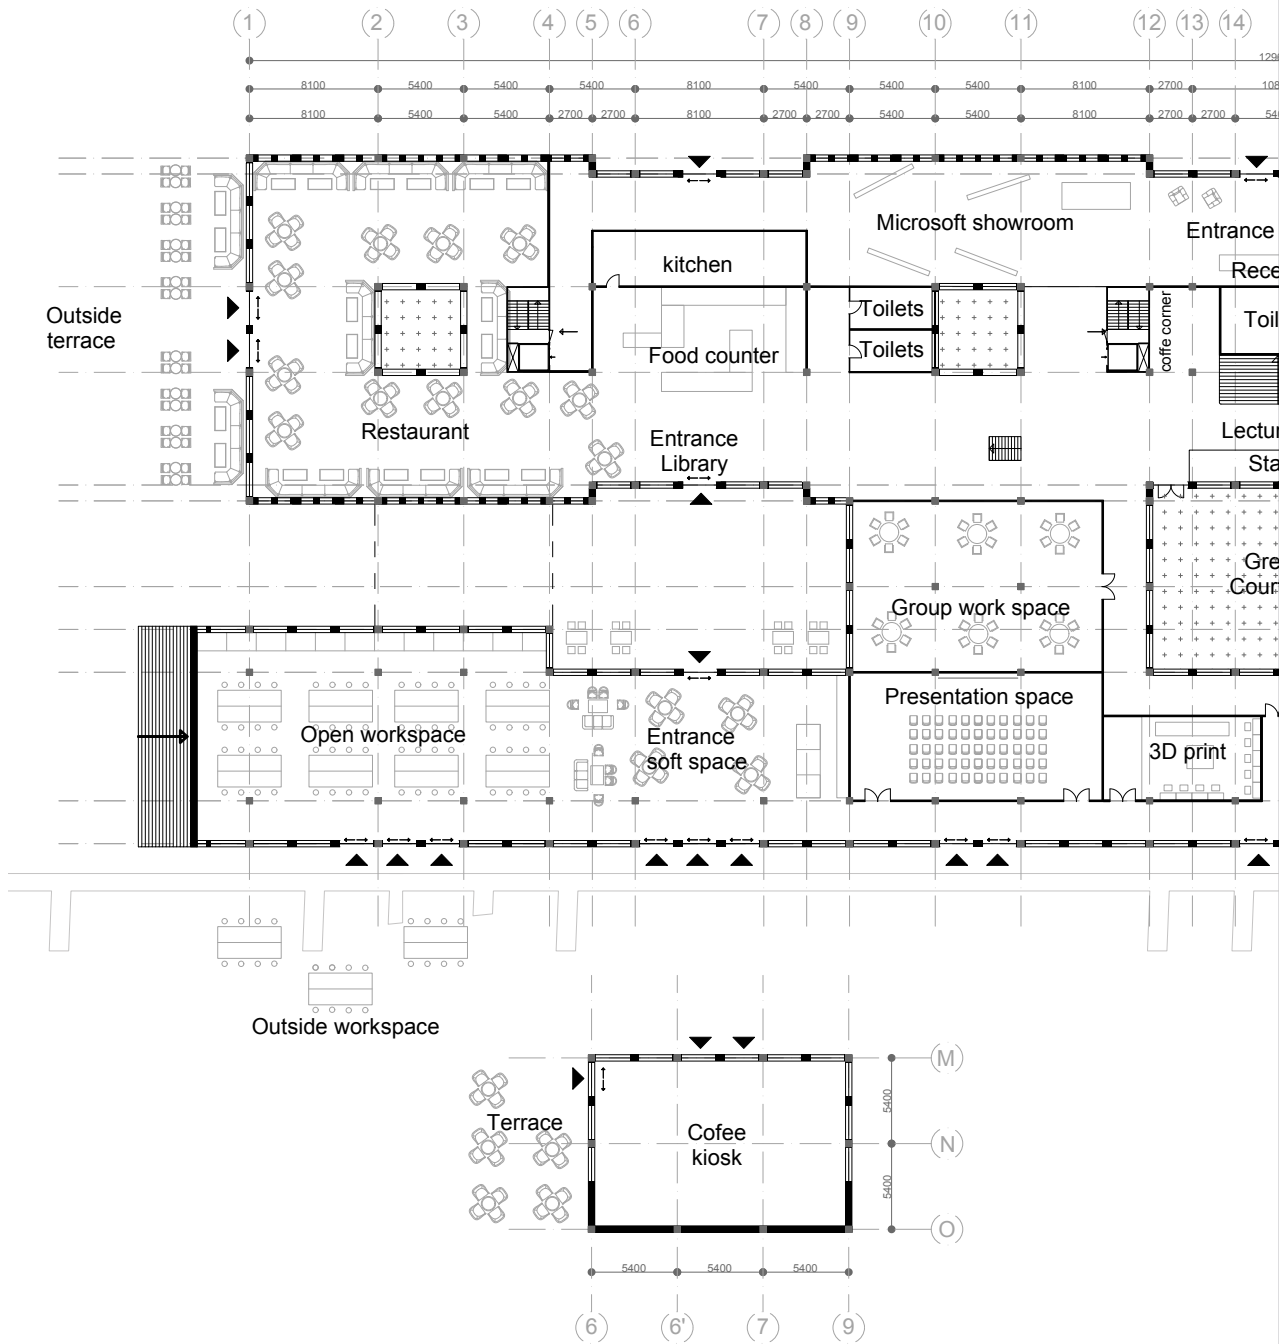 (1) (2) (3) (4) (5) (6) (7) (8) (9) (10) (11) (12) (13) (14)
8100 5400 5400 5400 8100 5400 5400 5400 8100 2700
8100 5400 5400 2700 2700 8100 2700 2700 5400 5400 8100 2700 2700
Microsoft showroom
Entrance
kitchen
Outside
terrace
Toilets
Toilets
Food counter
coffe corner
Restaurant
Entrance
Library
Group work space
Presentation space
Open workspace
Entrance
soft space
3D print
Outside workspace
Terrace
Cofee
kiosk
(M)
5400
(N)
5400
(O)
5400 5400 5400
(6) (6') (7) (9)